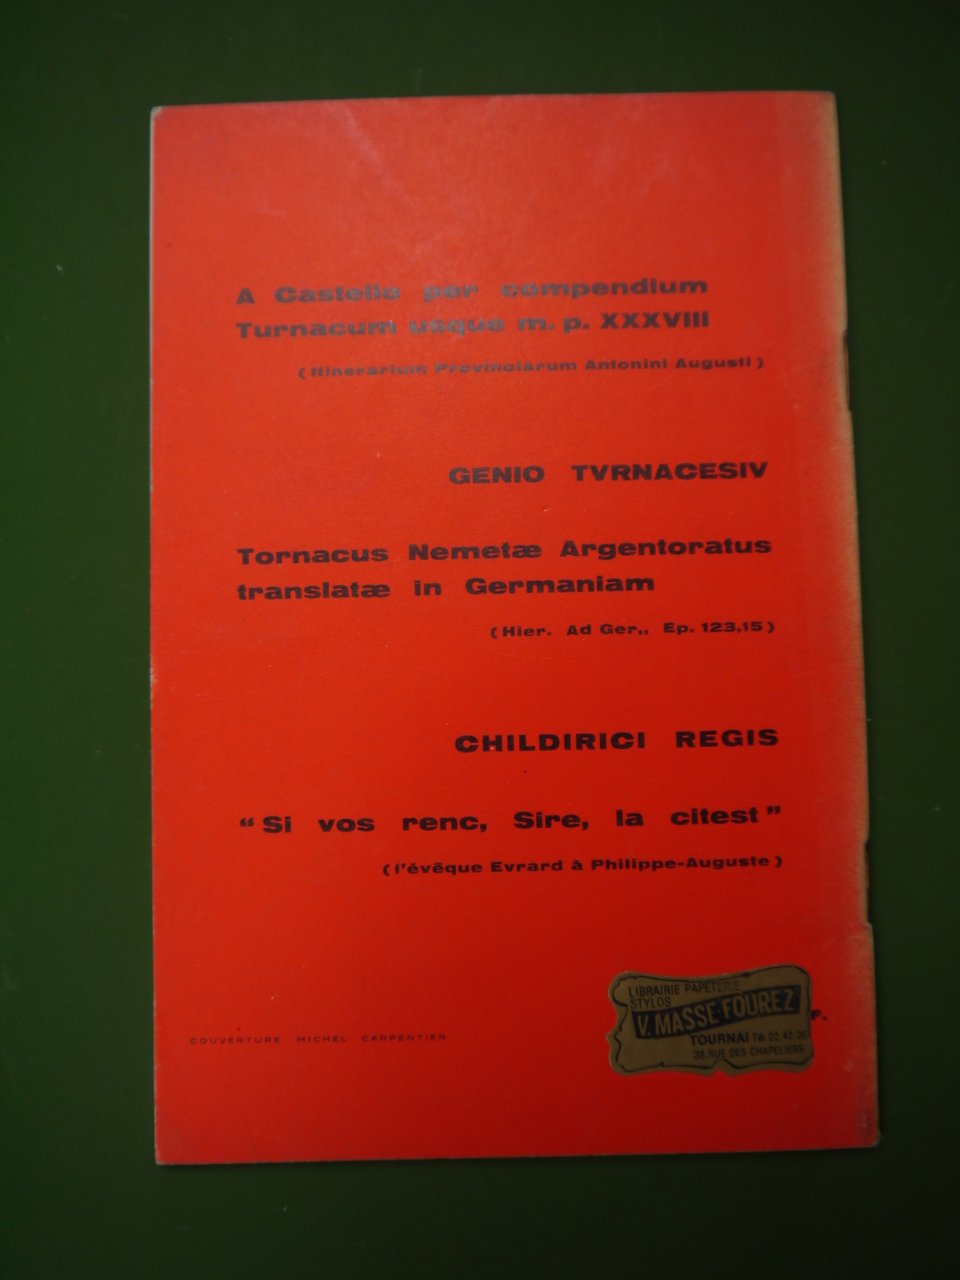 A Castello per compendium
Turnacum usque m. p. XXXVIII
(Itinerarium Provinciarum Antonini Augusti)
GENIO TVRNACESIV
Tornacus Nemetæ Argentoratus
translatæ in Germaniam
(Hier. Ad Ger,, Ep. 123,15)
CHILDIRICI REGIS
“Si vos renc, Sire, la citest”
(l'évêque Evrard à Philippe-Auguste)
COUVERTURE MICHEL CARPENTIER
LIBRAIRIE PAPETERIE
STYLOS
V. MASSE-FOUREZ
TOURNAI
38, RUE DES CHAPELIERS
F.